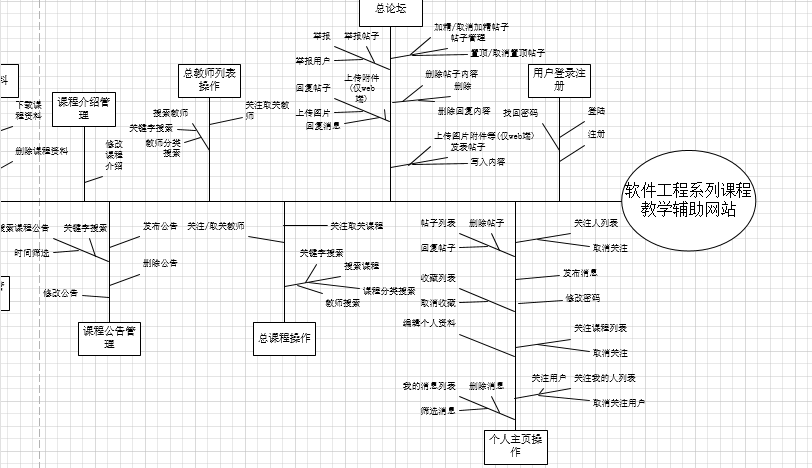 总论坛
加精/取消加精帖子
帖子管理
置顶/取消置顶帖子
举报
举报帖子
举报用户
回复帖子
上传附件
(仅web
端)
上传图片
回复消息
删除帖子内容
删除
删除回复内容
上传图片附件等(仅web端)
发表帖子
写入内容
用户登录注
册
找回密码
登陆
注册
总教师列表
操作
搜索教师
关键字搜索
教师分类
搜索
关注取关教
师
课程介绍管
理
修改
课程
介绍
料
下载课
程资料
删除课程资料
软件工程系列课程
教学辅助网站
搜索课程公告
关键字搜索
时间筛选
修改公告
发布公告
删除公告
课程公告管
理
关注/取关教师
关注取关课程
关键字搜索
搜索课程
课程分类搜索
教师搜索
总课程操作
帖子列表
删除帖子
回复帖子
收藏列表
取消收藏
编辑个人资料
我的消息列表
删除消息
筛选消息
关注人列表
取消关注
发布消息
修改密码
关注课程列表
取消关注
关注用户
关注我的人列表
取消关注用户
个人主页操
作